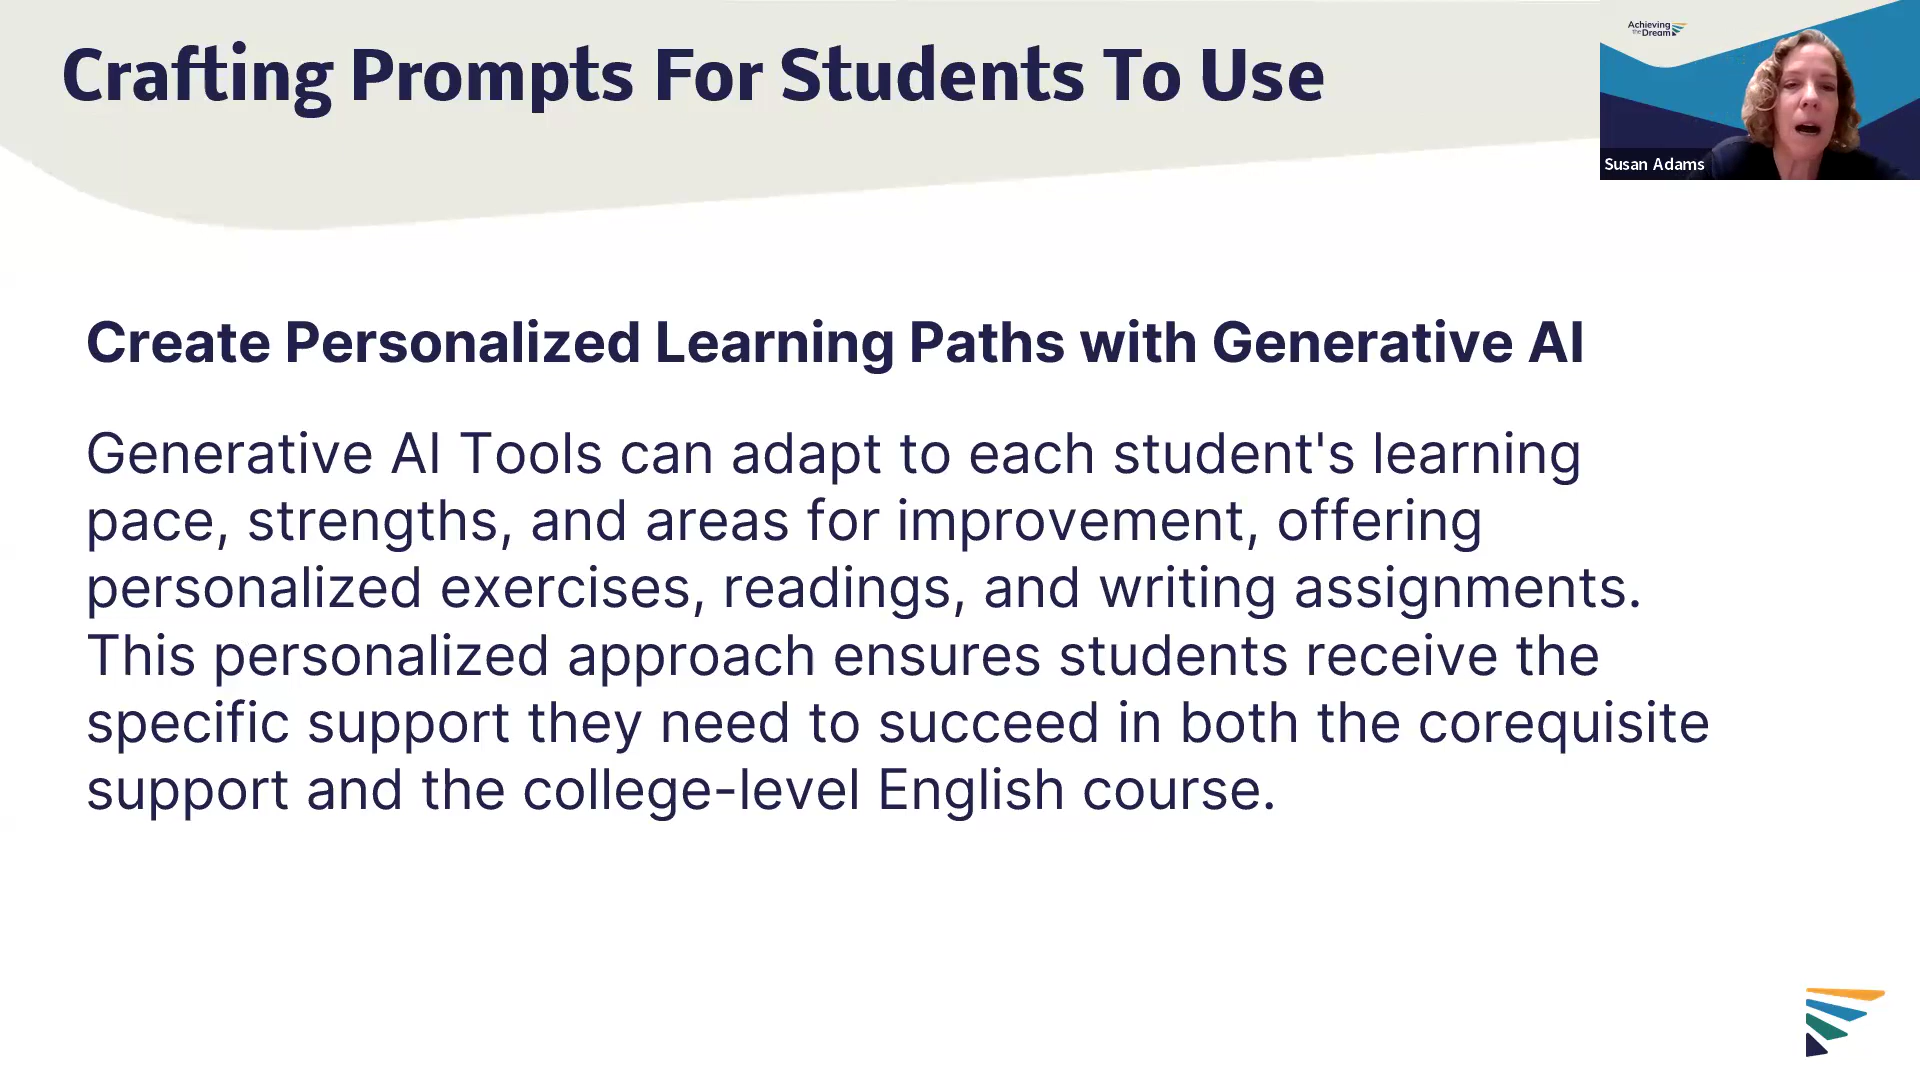 Crafting Prompts For Students To Use
Achieving
the Dream
Susan Adams
Create Personalized Learning Paths with Generative AI
Generative AI Tools can adapt to each student's learning
pace, strengths, and areas for improvement, offering
personalized exercises, readings, and writing assignments.
This personalized approach ensures students receive the
specific support they need to succeed in both the corequisite
support and the college-level English course.